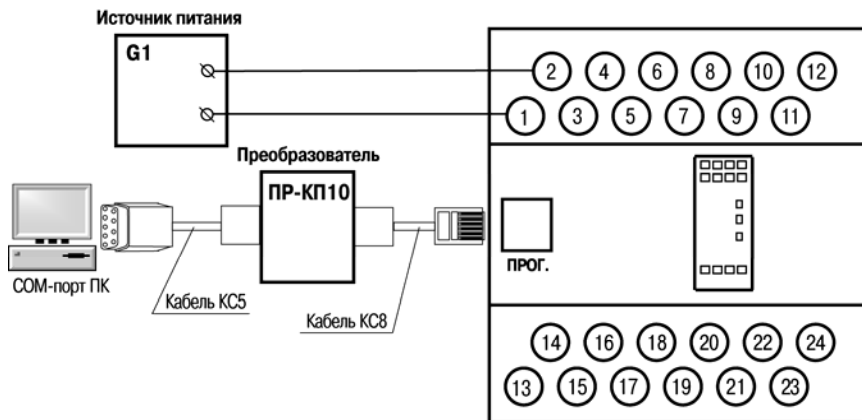 Источник питания
G1
2 4 6 8 10 12
1 3 5 7 9 11
Преобразователь
ПР-КП10
ПРОГ.
COM-порт ПК
Кабель КС5
Кабель КС8
14 16 18 20 22 24
13 15 17 19 21 23